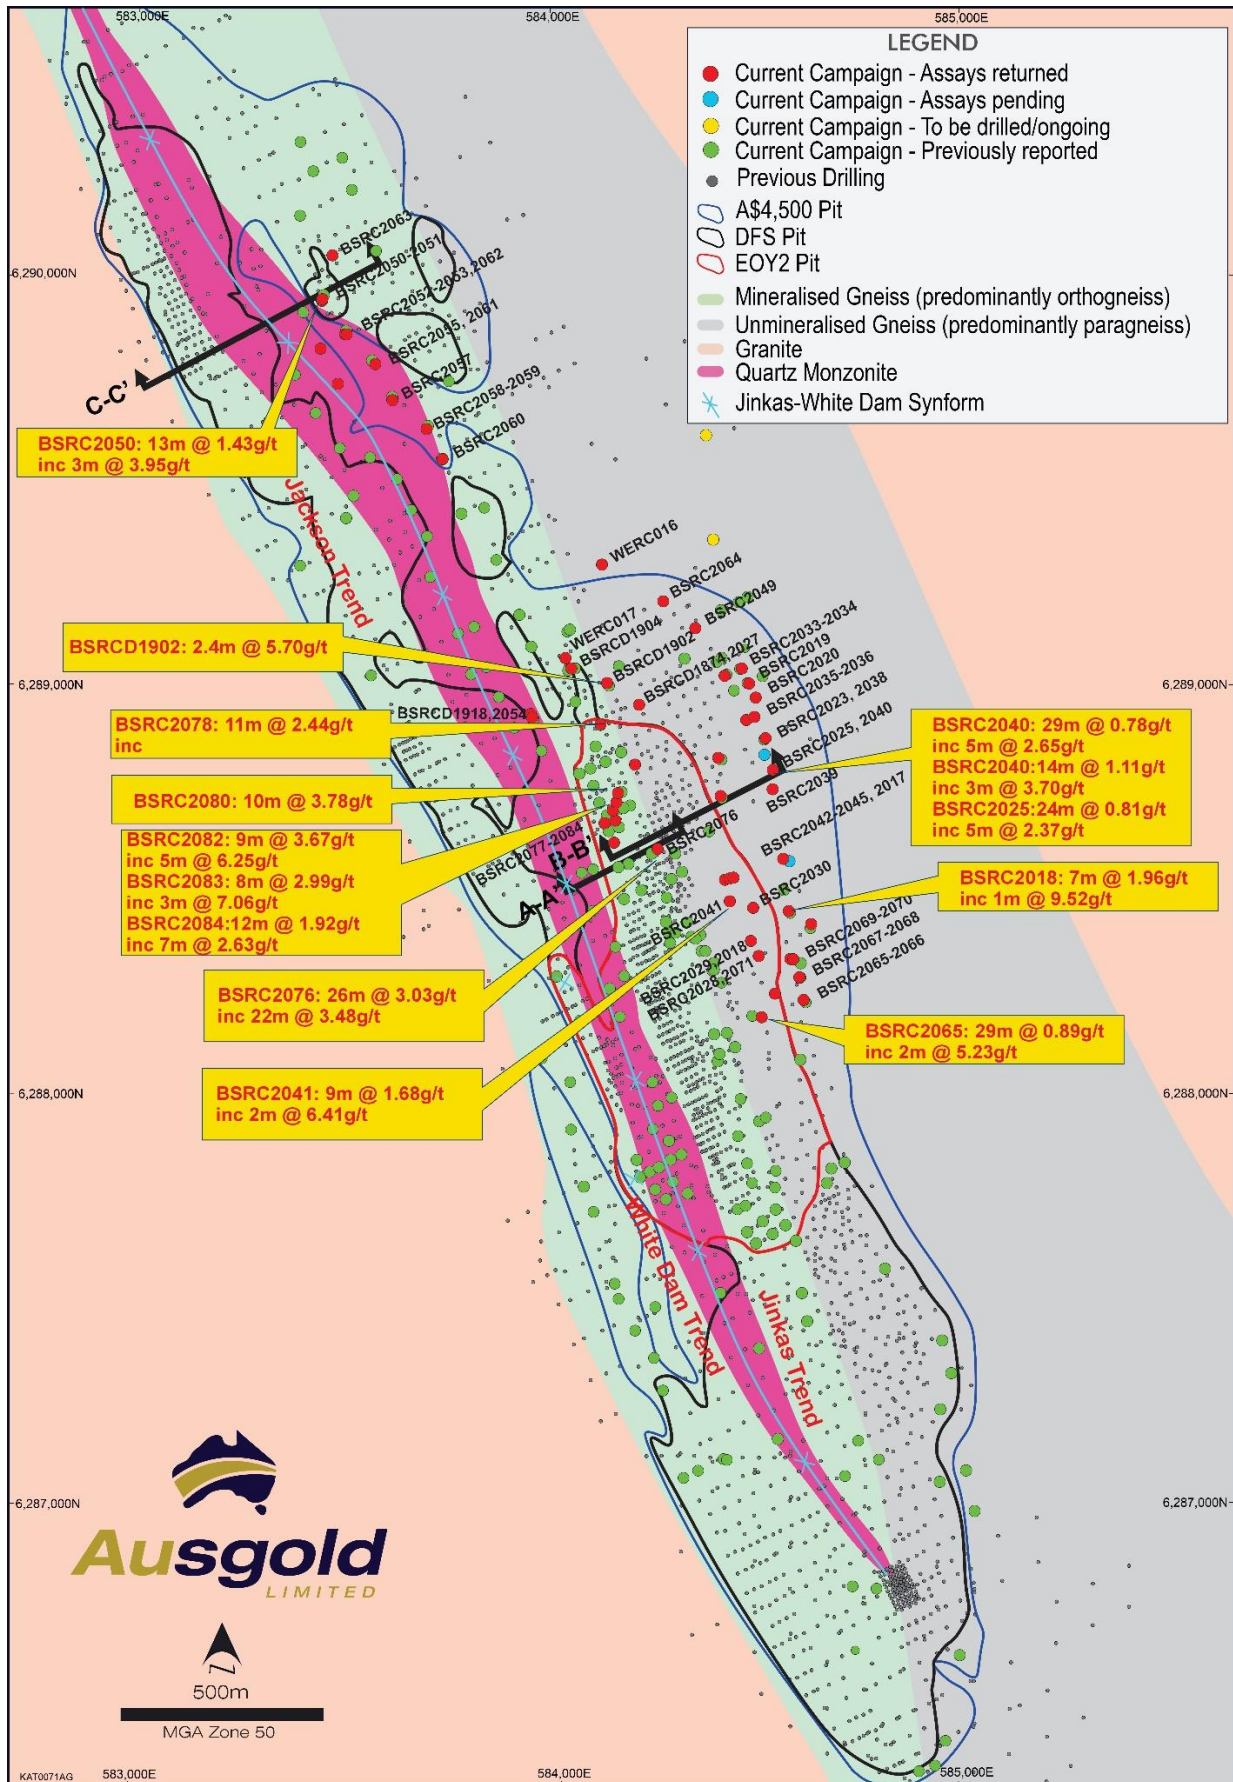 583,000E
584,000E
585,000E
LEGEND
Current Campaign - Assays returned
Current Campaign - Assays pending
Current Campaign - To be drilled/ongoing
Current Campaign - Previously reported
Previous Drilling
A$4,500 Pit
DFS Pit
EOY2 Pit
Mineralised Gneiss (predominantly orthogneiss)
Unmineralised Gneiss (predominantly paragneiss)
Granite
Quartz Monzonite
Jinkas-White Dam Synform
6,290,000N
BSRC2063
BSRC2050-2051
BSRC2052-2053,2062
BSRC2055, 2061
BSRC2057
BSRC2058-2059
BSRC2060
C-C'
BSRC2050: 13m @ 1.43g/t
inc 3m @ 3.95g/t
Jackson Trend
WERC016
BSRC2064
BSRC2049
WERC017
BSRCD1904
BSRCD1902
BSRCD1874,2027
BSRC2033-2034
BSRC2019
BSRC2020
BSRC2035-2036
BSRC2023, 2038
BSRC2025, 2040
BSRC2039
BSRCD1902: 2.4m @ 5.70g/t
6,289,000N
6,289,000N
BSRCD1918,2054
BSRC2078: 11m @ 2.44g/t
inc
BSRC2040: 29m @ 0.78g/t
inc 5m @ 2.65g/t
BSRC2040:14m @ 1.11g/t
inc 3m @ 3.70g/t
BSRC2025:24m @ 0.81g/t
inc 5m @ 2.37g/t
BSRC2080: 10m @ 3.78g/t
BSRC2082: 9m @ 3.67g/t
inc 5m @ 6.25g/t
BSRC2083: 8m @ 2.99g/t
inc 3m @ 7.06g/t
BSRC2084:12m @ 1.92g/t
inc 7m @ 2.63g/t
BSRC2077-2084
B-B'
A-A'
BSRC2076
BSRC2042-2045, 2017
BSRC2030
BSRC2018: 7m @ 1.96g/t
inc 1m @ 9.52g/t
BSRC2041
BSRC2029,2018
BSRC2028,2071
BSRC2069-2070
BSRC2067-2068
BSRC2065-2066
BSRC2076: 26m @ 3.03g/t
inc 22m @ 3.48g/t
BSRC2065: 29m @ 0.89g/t
inc 2m @ 5.23g/t
BSRC2041: 9m @ 1.68g/t
inc 2m @ 6.41g/t
6,288,000N
6,288,000N
White Dam Trend
Jinkas Trend
6,287,000N
6,287,000N
Ausgold
LIMITED
N
500m
MGA Zone 50
KAT0071AG
583,000E
584,000E
585,000E